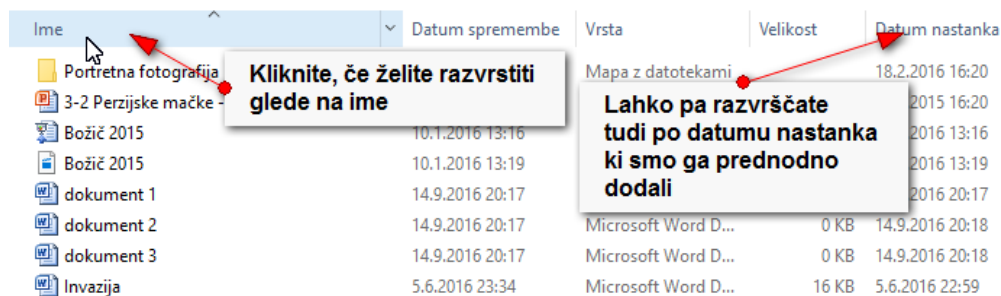 Ime Datum spremembe Vrsta Velikost Datum nastanka
Portretna fotografija Mapa z datotekami 18.2.2016 16:20
3-2 Perzijske mačke - 2015 16:20
Božič 2015 10.1.2016 13:16 2016 13:16
Božič 2015 10.1.2016 13:19 2016 13:19
dokument 1 14.9.2016 20:17 2016 20:17
dokument 2 14.9.2016 20:17 Microsoft Word D... 0 KB 14.9.2016 20:18
dokument 3 14.9.2016 20:17 Microsoft Word D... 0 KB 14.9.2016 20:18
Invazija 5.6.2016 23:34 Microsoft Word D... 16 KB 5.6.2016 22:59
Kliknite, če želite razvrstiti
glede na ime
Lahko pa razvrščate
tudi po datumu nastanka
ki smo ga prednodno
dodali